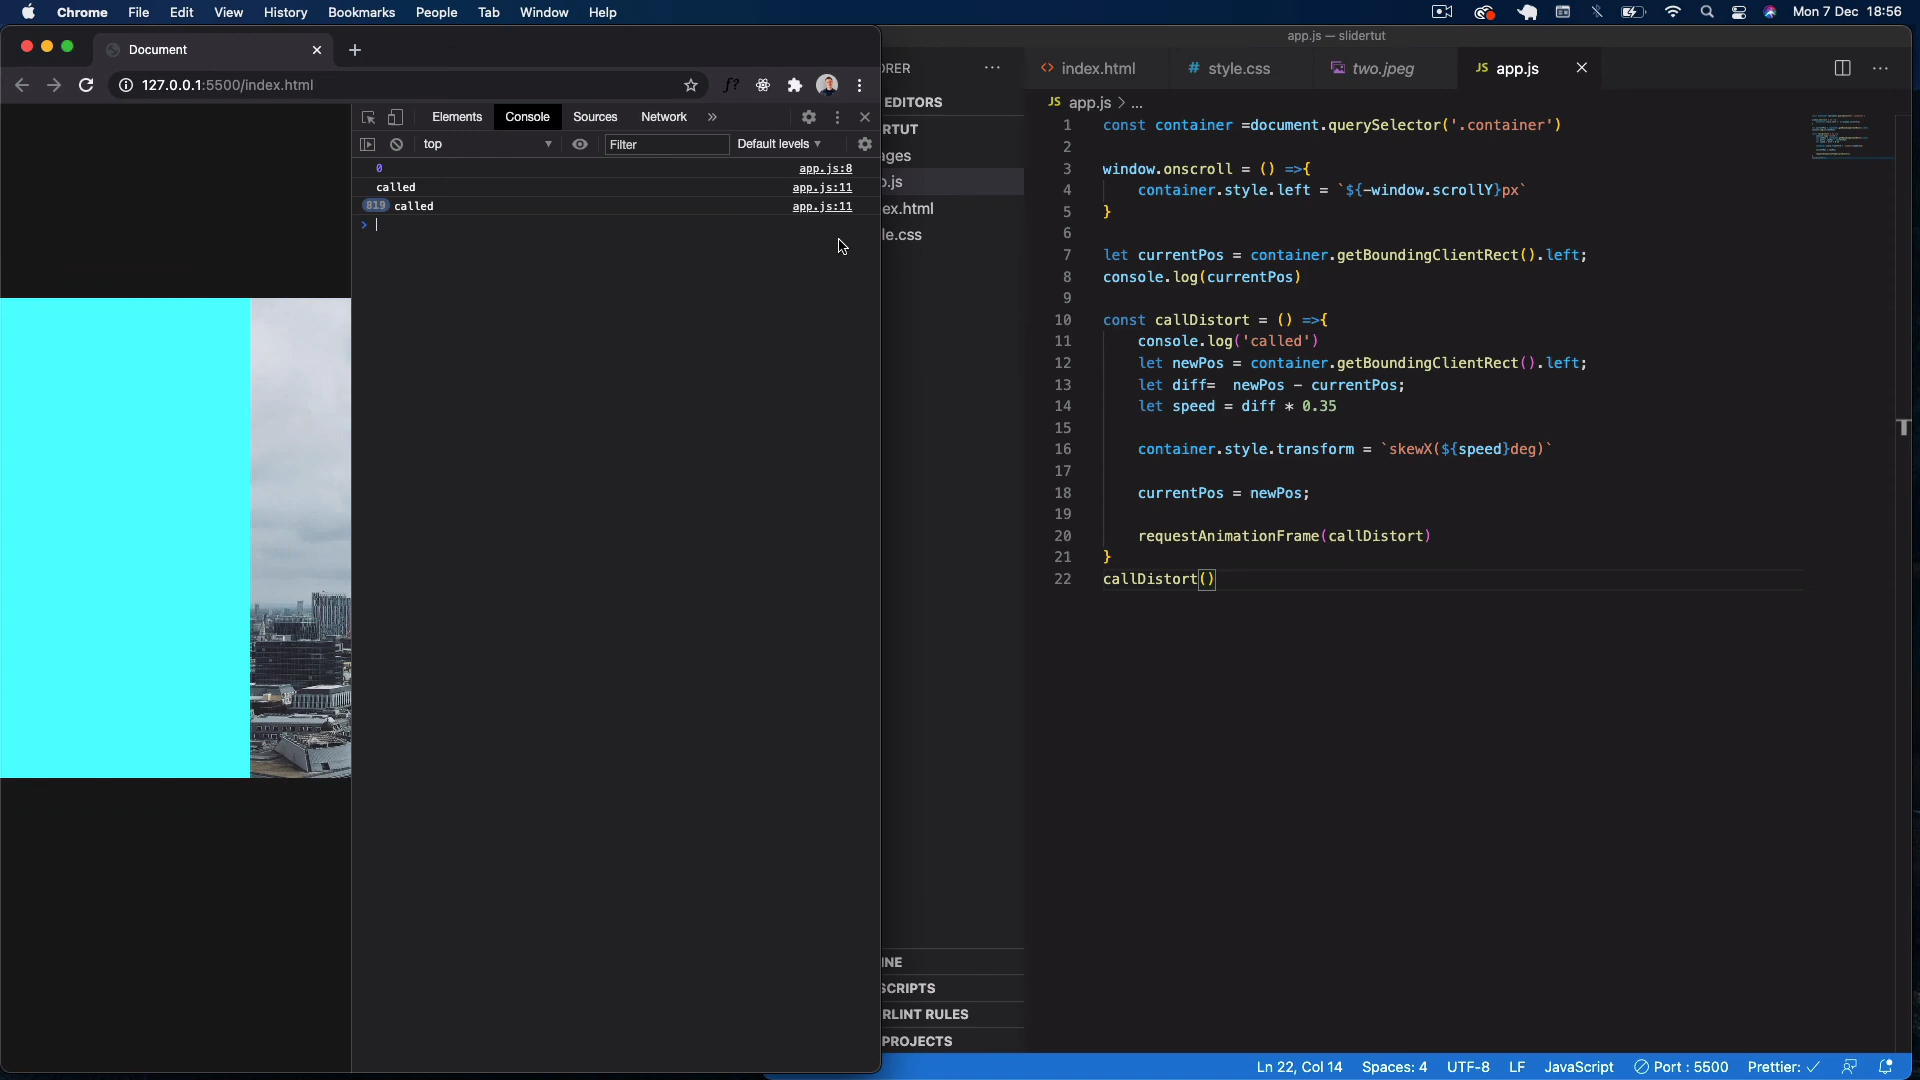 Chrome File Edit View History Bookmarks People Tab Window Help
Mon 7 Dec 18:56
Document
127.0.0.1:5500/index.html
Elements Console Sources Network »
top
Filter
Default levels
0 app.js:8
called app.js:11
819 called app.js:11
app.js — slidertut
ORER
index.html
style.css
two.jpeg
JS app.js
EDITORS
RTUT
ages
o.js
ex.html
le.css
INE
SCRIPTS
RLINT RULES
PROJECTS
JS app.js > ...
1 const container =document.querySelector('.container')
2
3 window.onscroll = () =>{
4 container.style.left = `${-window.scrollY}px`
5 }
6
7 let currentPos = container.getBoundingClientRect().left;
8 console.log(currentPos)
9
10 const callDistort = () =>{
11 console.log('called')
12 let newPos = container.getBoundingClientRect().left;
13 let diff= newPos - currentPos;
14 let speed = diff * 0.35
15
16 container.style.transform = `skewX(${speed}deg)`
17
18 currentPos = newPos;
19
20 requestAnimationFrame(callDistort)
21 }
22 callDistort()
Ln 22, Col 14 Spaces: 4 UTF-8 LF JavaScript Port : 5500 Prettier: ✓